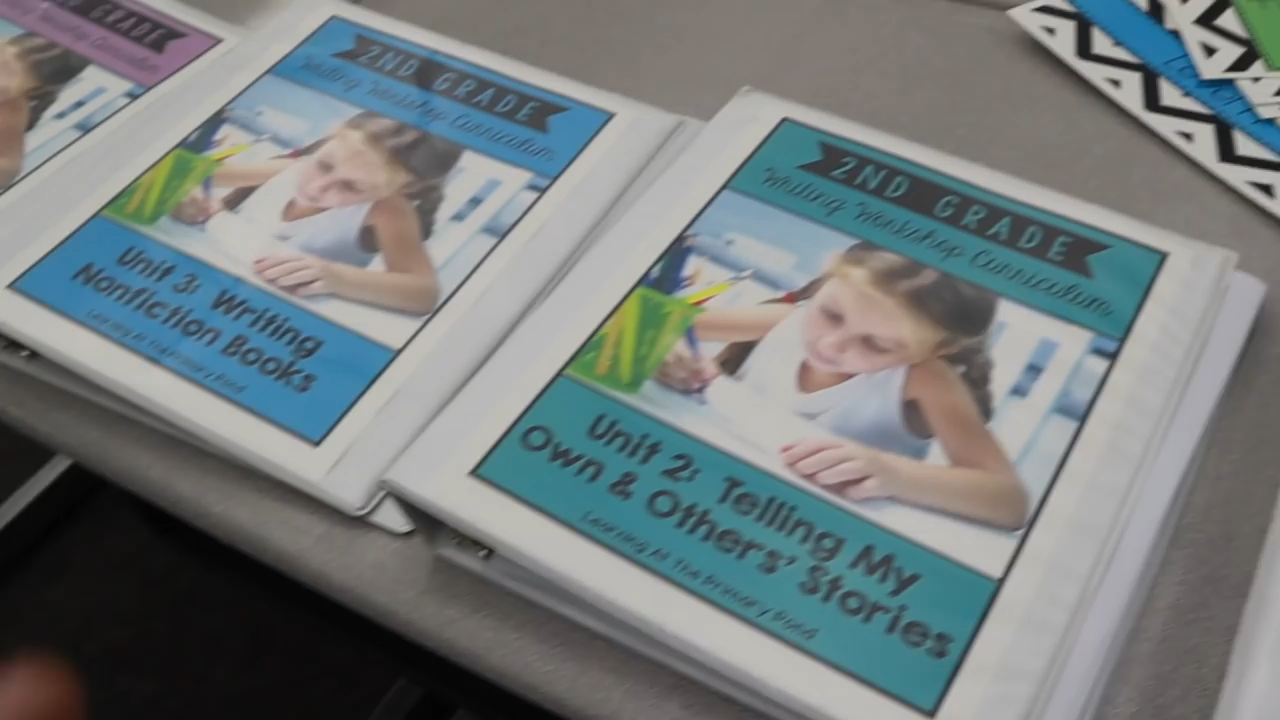 GRADE
2ND GRADE
Writing Workshop Curriculum
Unit 3: Writing
Nonfiction Books
Learning At The Primary Pond
2ND GRADE
Writing Workshop Curriculum
Unit 2: Telling My
Own & Others' Stories
Learning At The Primary Pond